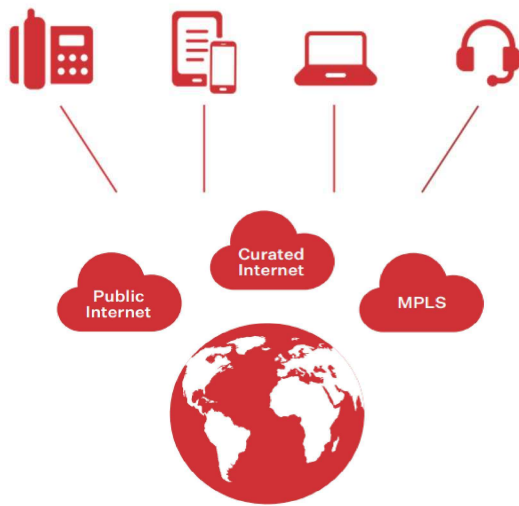 Curated
Internet
Public
Internet
MPLS